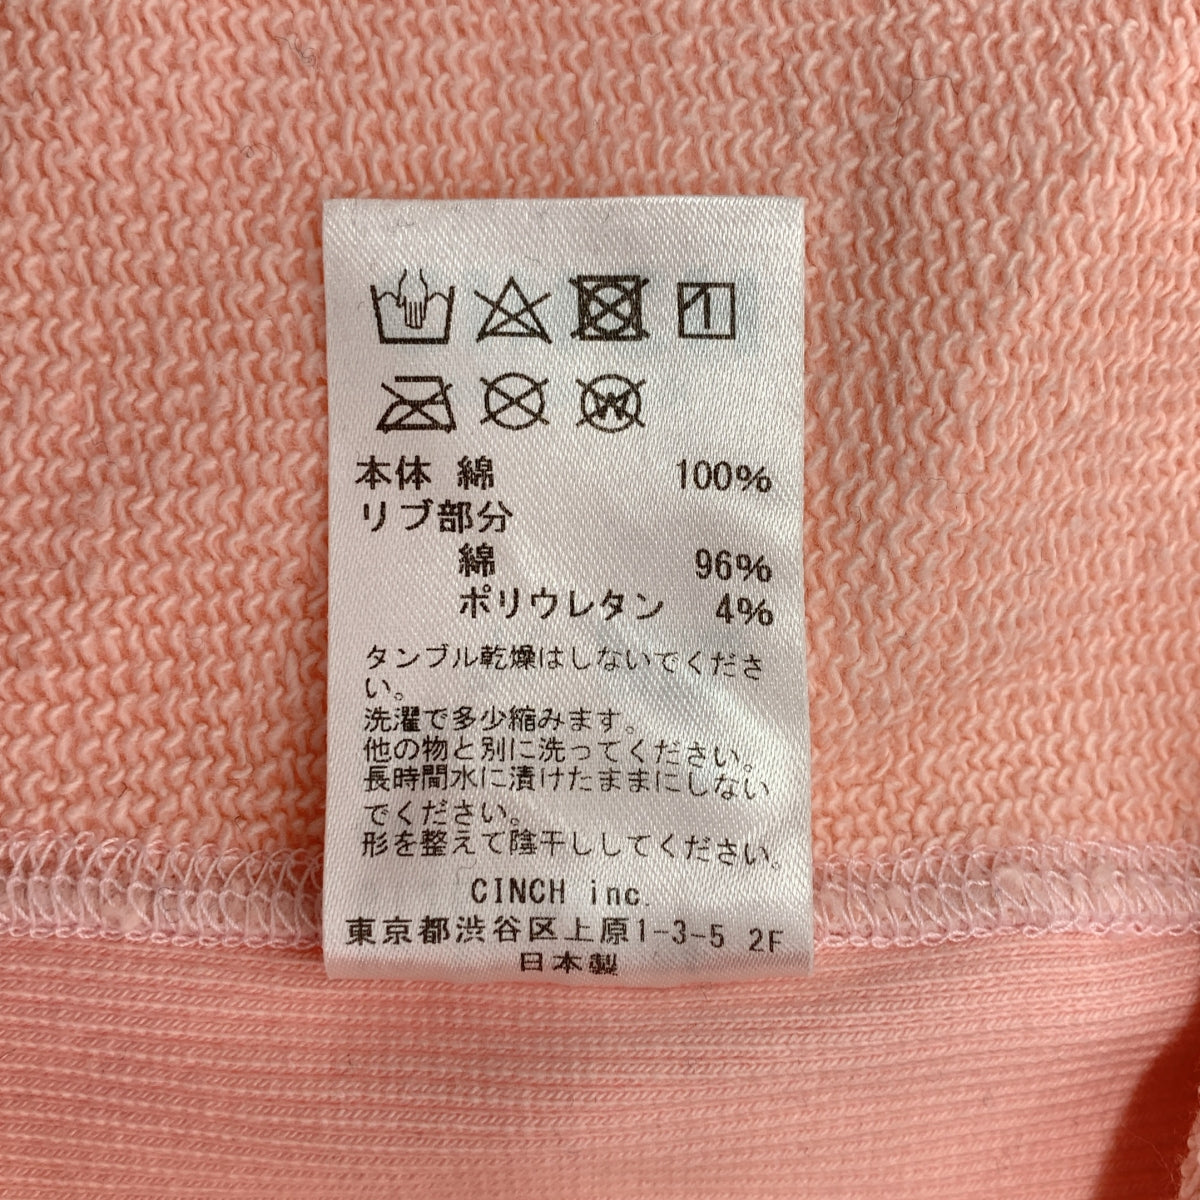 本体 綿 100%
リブ部分
綿 96%
ポリウレタン 4%
タンブル乾燥はしないでくださ
い。
洗濯で多少縮みます。
他の物と別に洗ってください。
長時間水に漬けたままにしない
でください。
形を整えて陰干ししてください。
CINCH inc.
東京都渋谷区上原1-3-5 2F
日本製